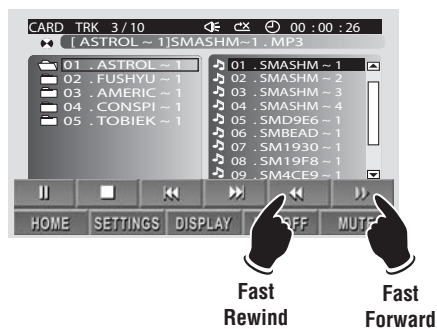 CARD TRK 3/10 00:00:26
[ ASTROL ~ 1]SMASHM~1 . MP3
01 . ASTROL ~ 1
02 . FUSHYU ~ 1
03 . AMERIC ~ 1
04 . CONSPI ~ 1
05 . TOBIEK ~ 1
01 . SMASHM ~ 1
02 . SMASHM ~ 2
03 . SMASHM ~ 3
04 . SMASHM ~ 4
05 . SMD9E6 ~ 1
06 . SMBEAD ~ 1
07 . SM1930 ~ 1
08 . SM19F8 ~ 1
09 . SM4CE9 ~ 1
HOME SETTINGS DISPLAY
Fast Rewind
Fast Forward